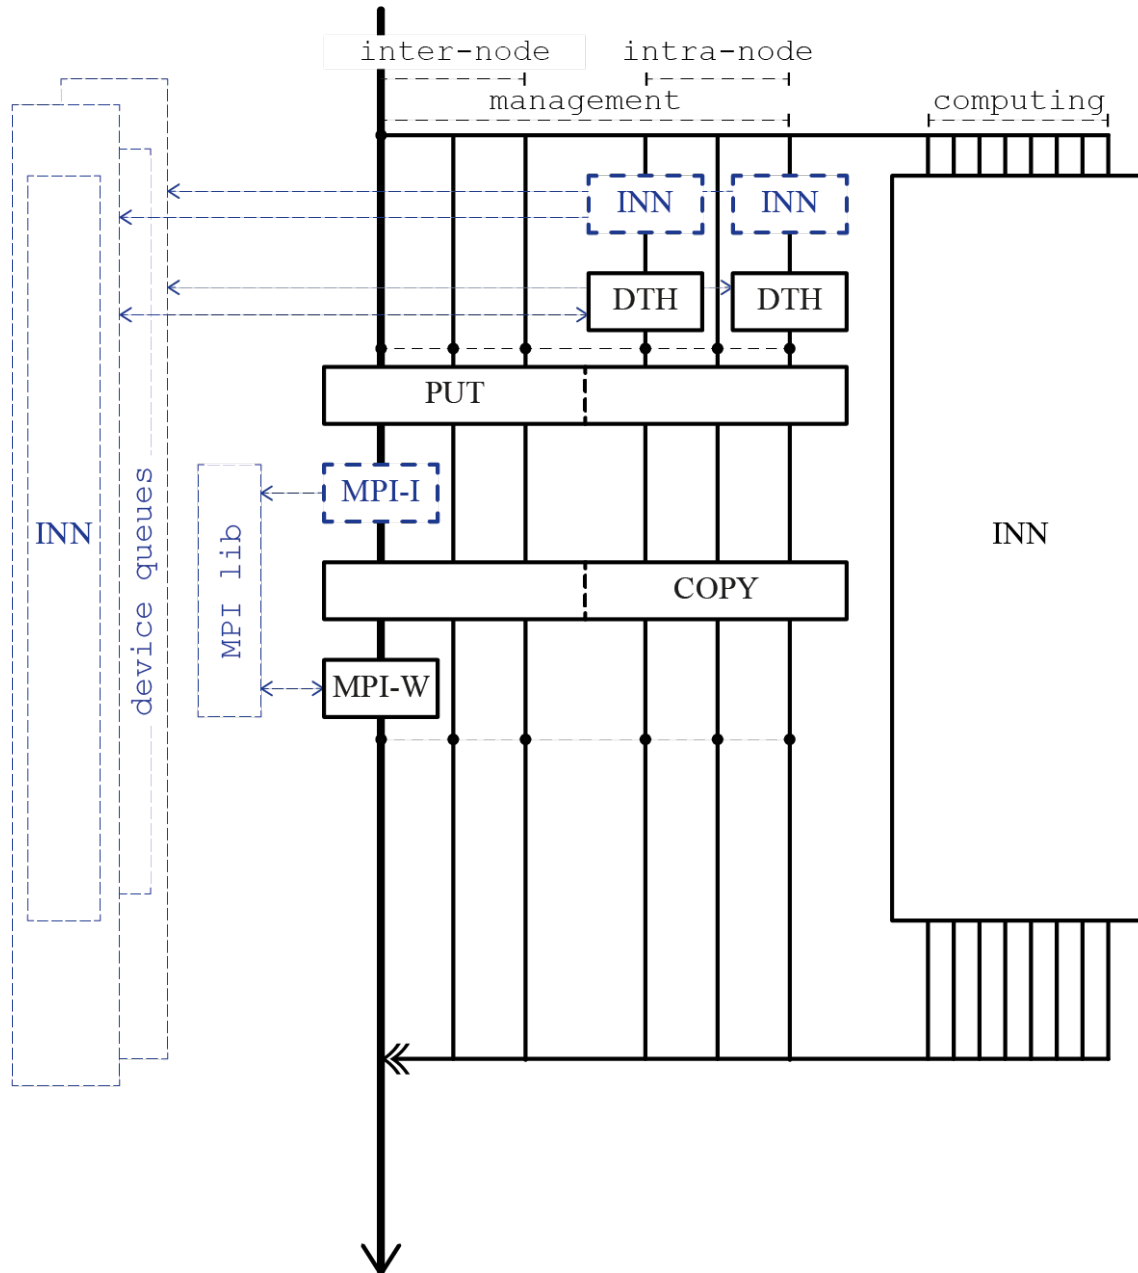 inter-node
intra-node
management
computing
INN
INN
DTH
DTH
PUT
MPI-I
INN
device queues
MPI lib
INN
COPY
MPI-W